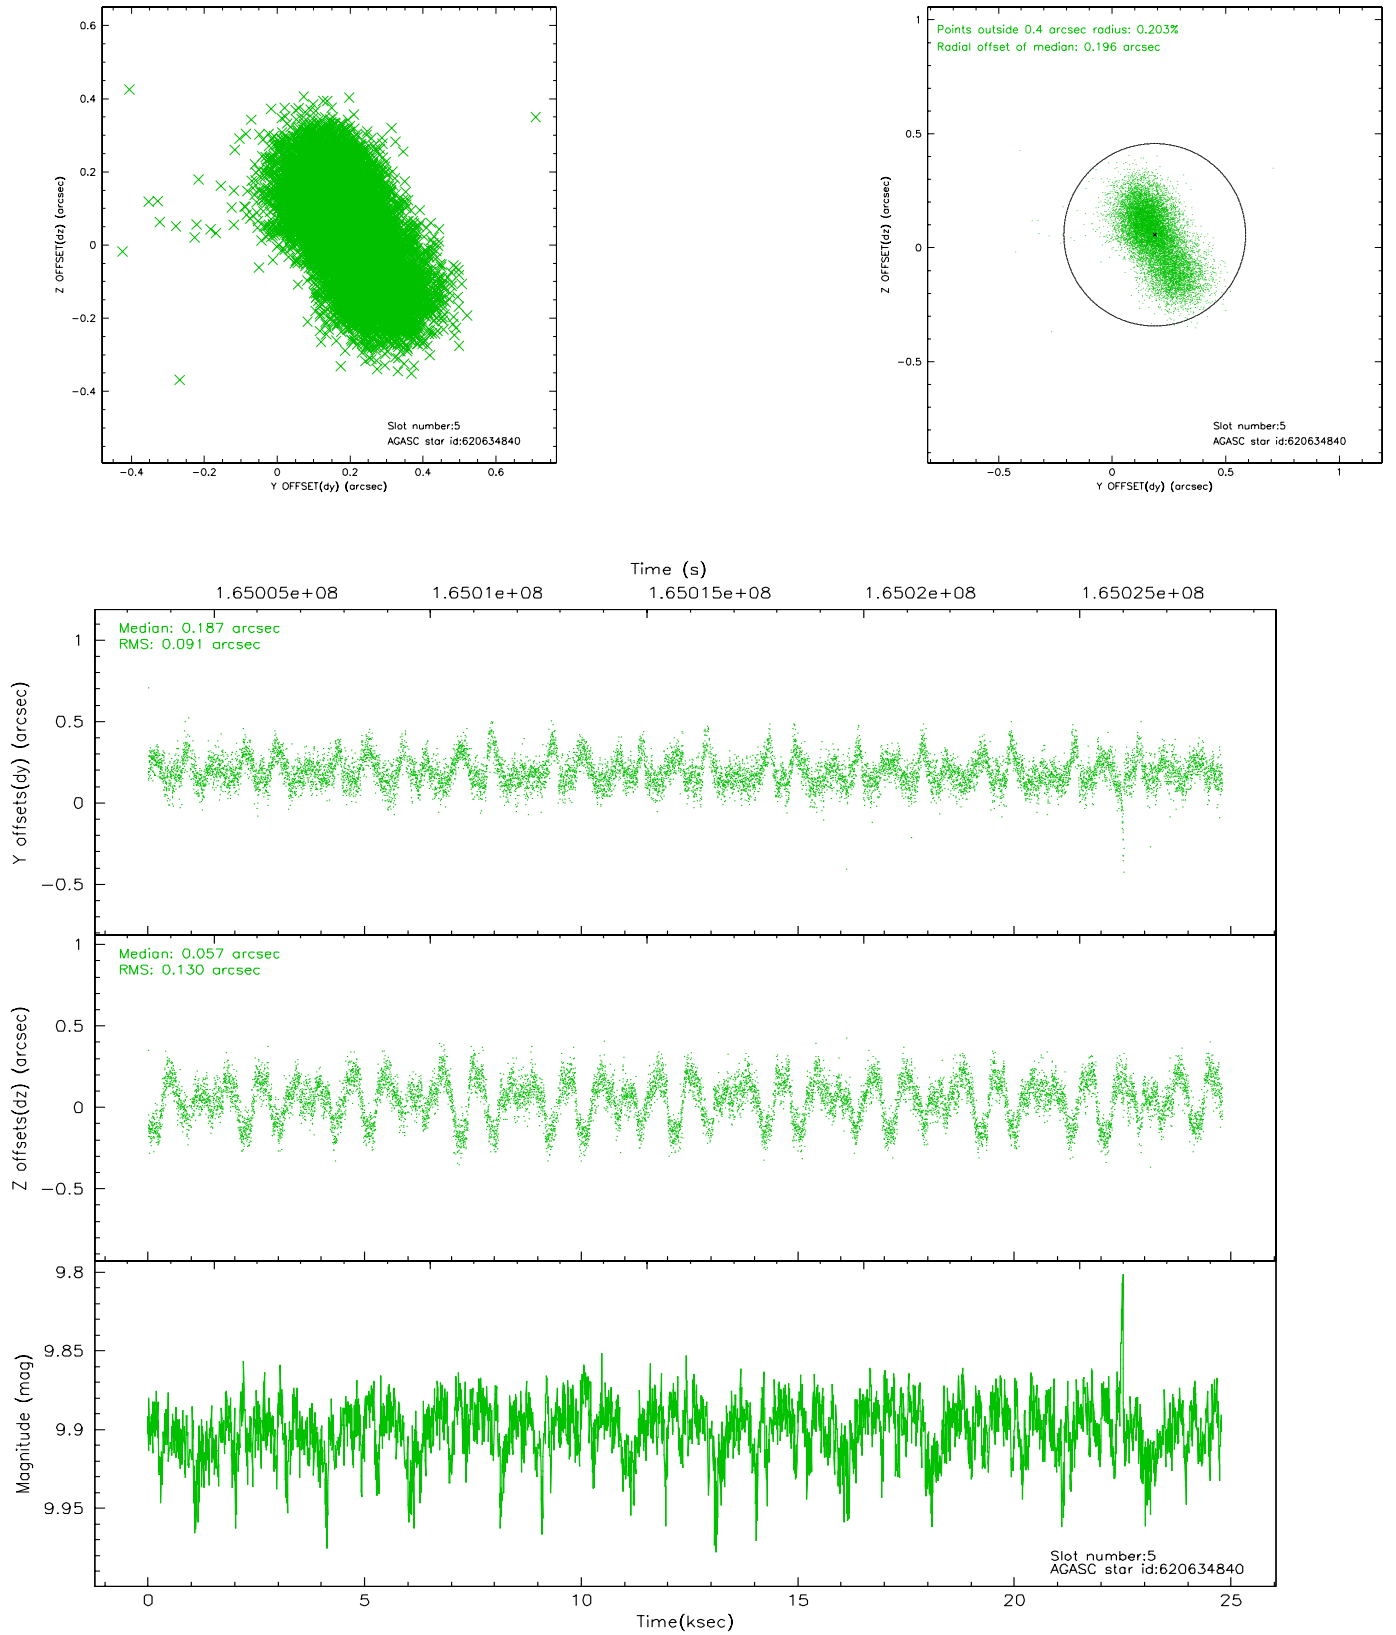 0.6
0.4
0.2
0
−0.2
−0.4
Z OFFSET(dz) (arcsec)
Slot number:5
AGASC star id:620634840
−0.4 −0.2 0 0.2 0.4 0.6
Y OFFSET(dy) (arcsec)
Points outside 0.4 arcsec radius: 0.203%
Radial offset of median: 0.196 arcsec
1
0.5
0
−0.5
Z OFFSET(dz) (arcsec)
Slot number:5
AGASC star id:620634840
−0.5 0 0.5 1
Y OFFSET(dy) (arcsec)
Time (s)
1.65005e+08 1.6501e+08 1.65015e+08 1.6502e+08 1.65025e+08
Median: 0.187 arcsec
RMS: 0.091 arcsec
1
0.5
0
−0.5
Y offsets(dy) (arcsec)
Median: 0.057 arcsec
RMS: 0.130 arcsec
1
0.5
0
−0.5
Z offsets(dz) (arcsec)
9.8
9.85
9.9
9.95
Magnitude (mag)
Slot number:5
AGASC star id:620634840
0 5 10 15 20 25
Time(ksec)